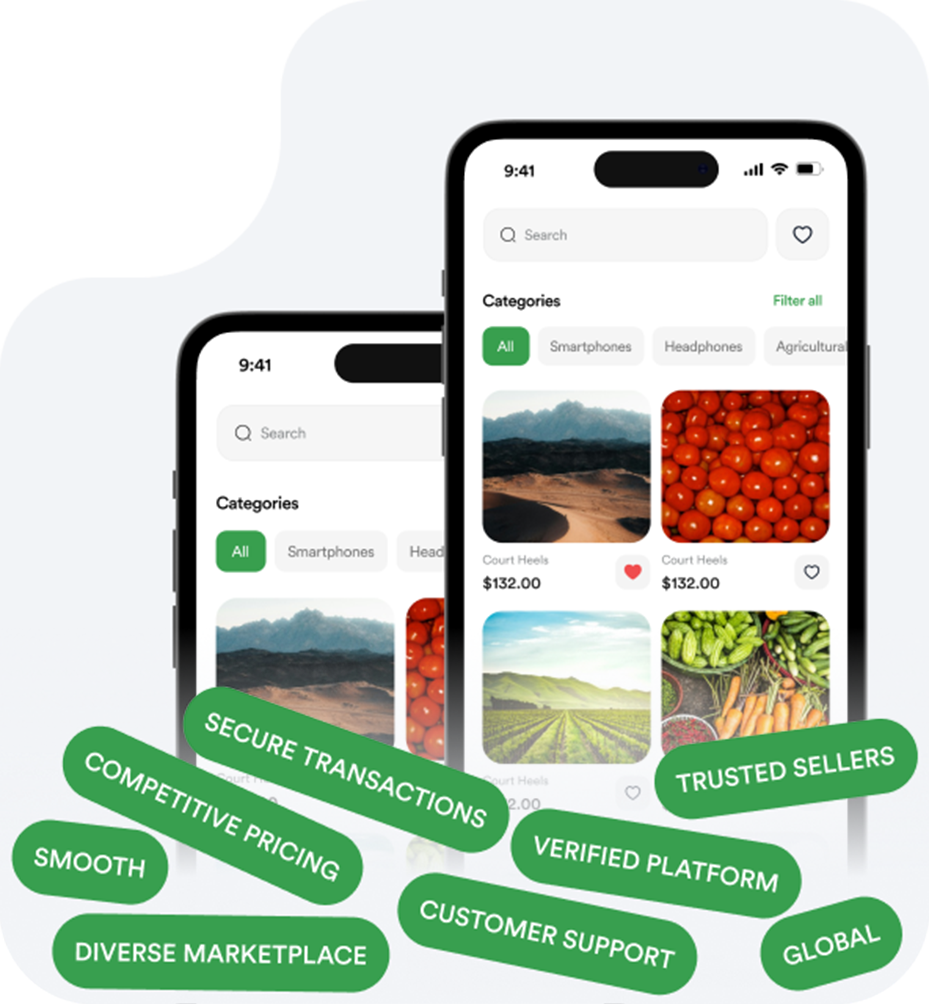 9:41
Search
Categories
Filter all
All
Smartphones
Headphones
Agricultural
Court Heels
$132.00
Court Heels
$132.00
Court Heels
2.00
9:41
Search
Categories
All
Smartphones
Head
Court H
SECURE TRANSACTIONS
TRUSTED SELLERS
COMPETITIVE PRICING
VERIFIED PLATFORM
SMOOTH
CUSTOMER SUPPORT
GLOBAL
DIVERSE MARKETPLACE